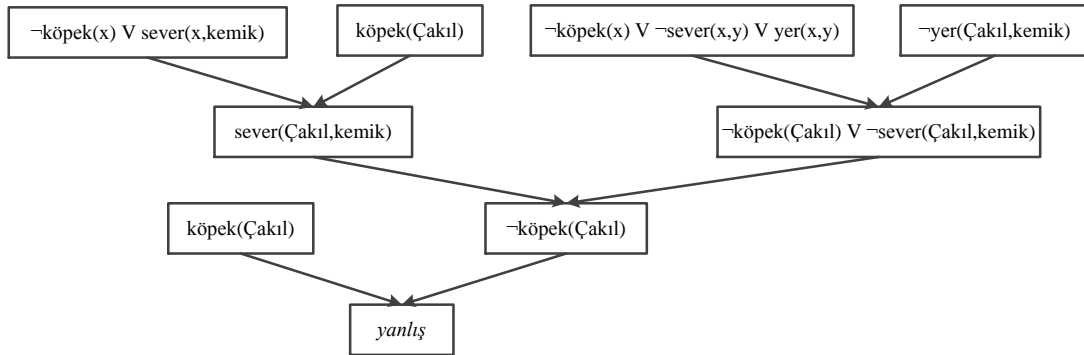 ¬köpek(x) V sever(x,kemik)
köpek(Çakıl)
¬köpek(x) V ¬sever(x,y) V yer(x,y)
¬yer(Çakıl,kemik)
sever(Çakıl,kemik)
¬köpek(Çakıl) V ¬sever(Çakıl,kemik)
köpek(Çakıl)
¬köpek(Çakıl)
yanlış